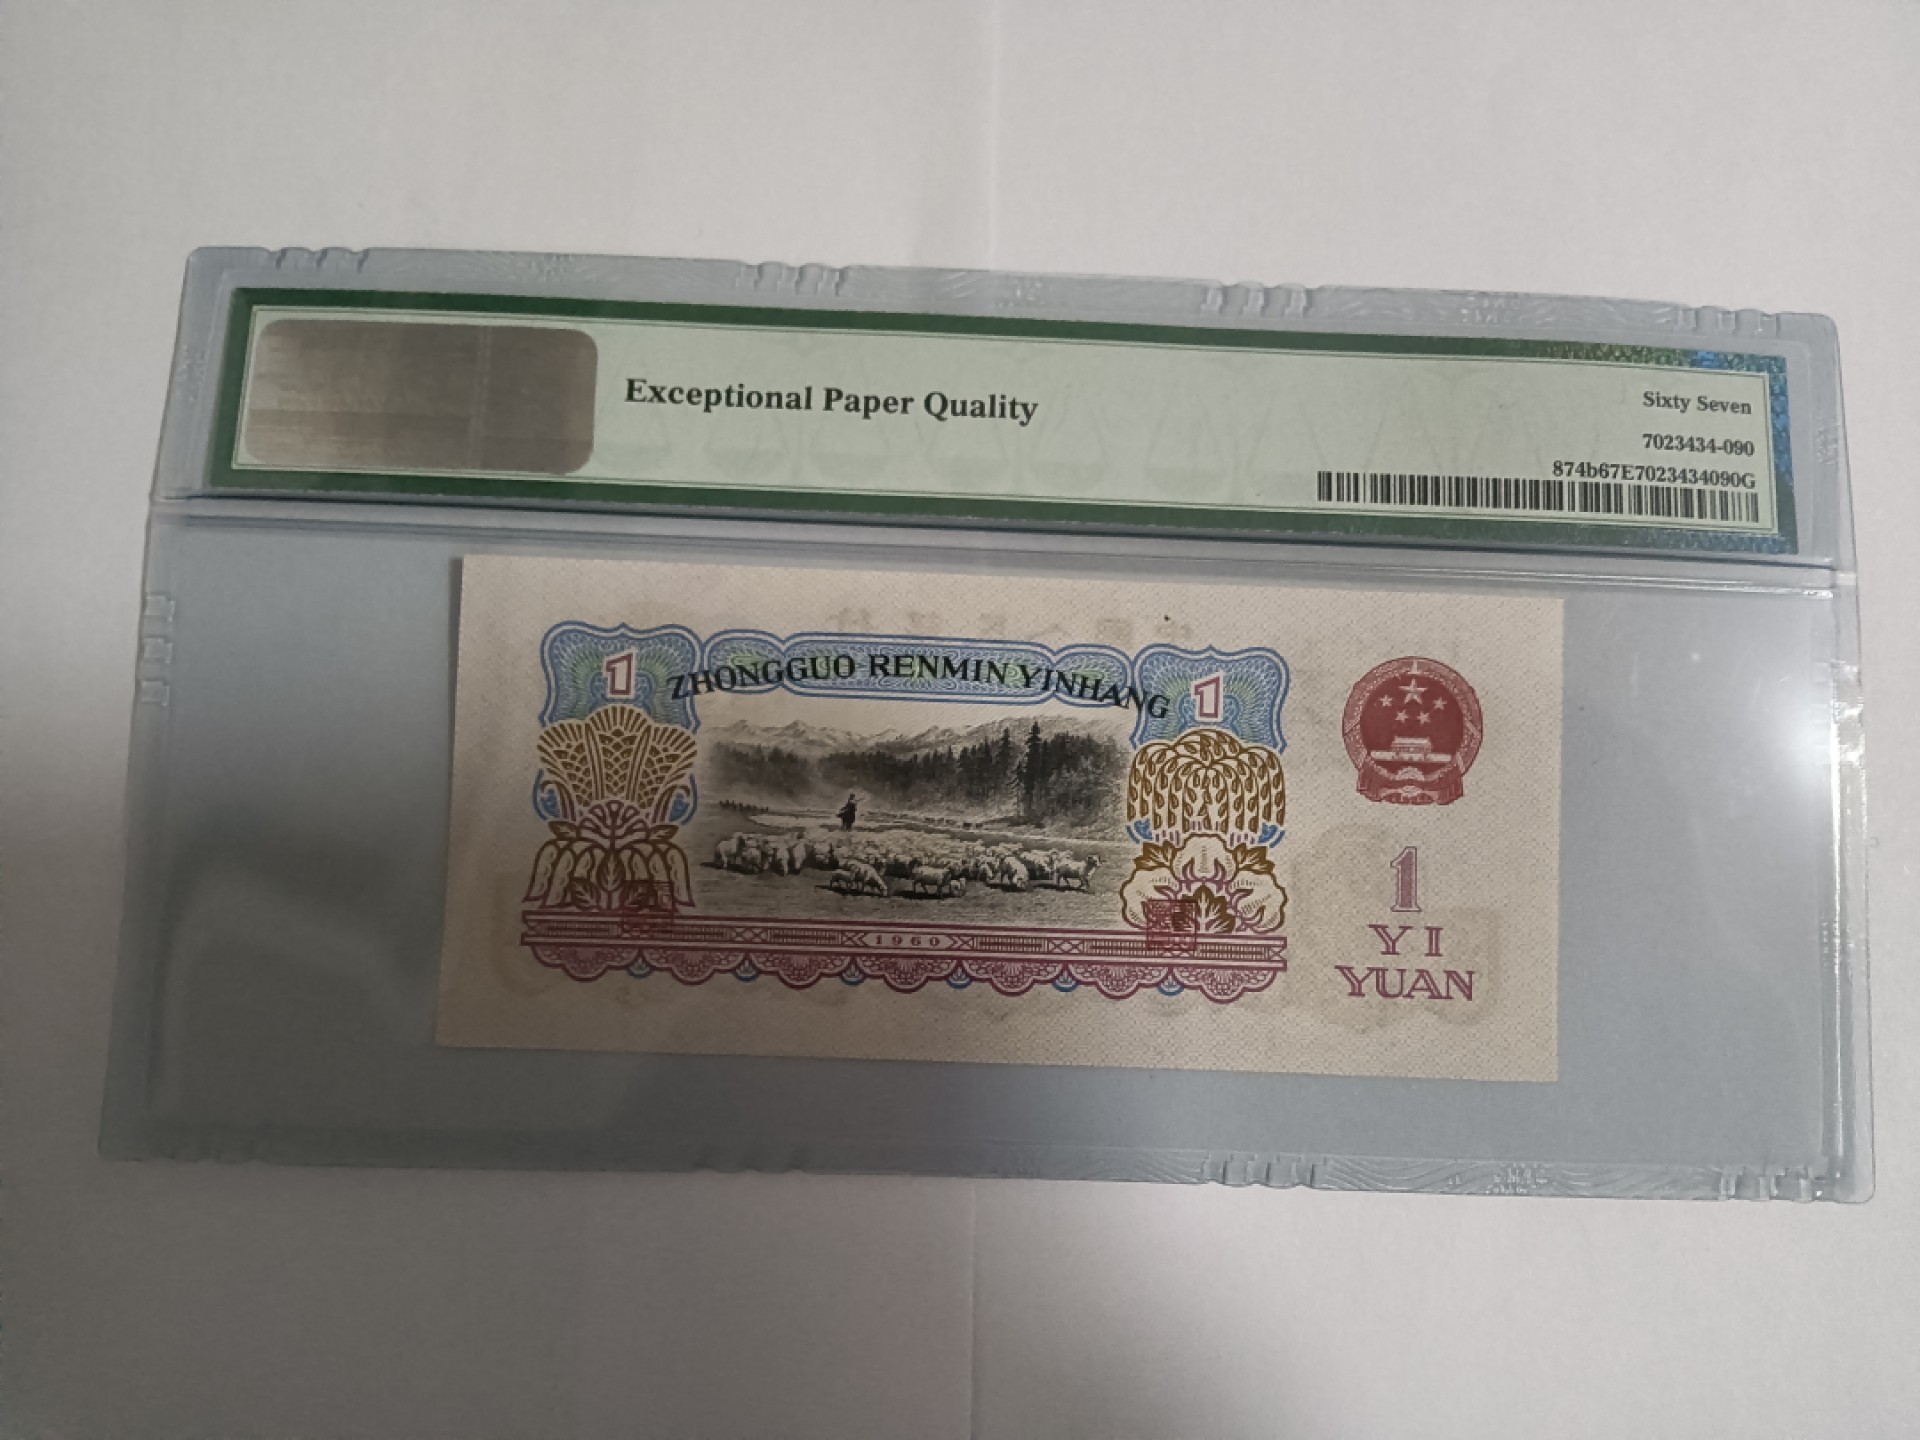 Exceptional Paper Quality
Sixty Seven
7023434-090
874b67E7023434090G
1
ZHONGGUO RENMIN YINHANG
1
1960
1
YI
YUAN